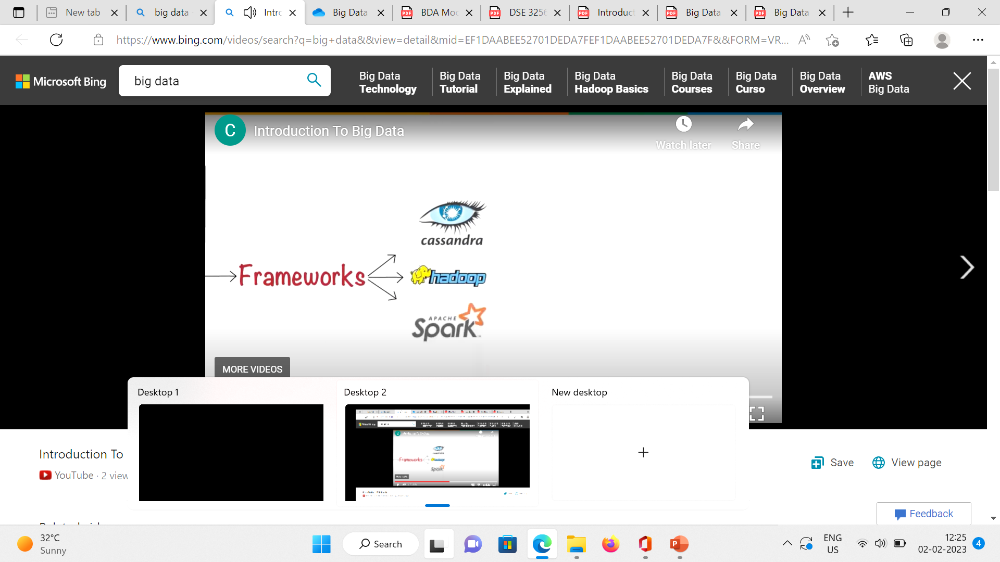 New tab
big data
Intro
Big Data
BDA Mod
DSE 3256
Introduct
Big Data
Big Data
https://www.bing.com/videos/search?q=big+data&&view=detail&mid=EF1DAABEE52701DEDA7FEF1DAABEE52701DEDA7F&&FORM=VR...
Microsoft Bing
big data
Big Data Technology
Big Data Tutorial
Big Data Explained
Big Data Hadoop Basics
Big Data Courses
Big Data Curso
Big Data Overview
AWS Big Data
C
Introduction To Big Data
Watch later
Share
cassandra
Frameworks
hadoop
APACHE
Spark
MORE VIDEOS
Desktop 1
Desktop 2
New desktop
Frameworks
Introduction To
YouTube · 2 view
Save
View page
Feedback
32°C
Sunny
Search
ENG
US
12:25
02-02-2023
4